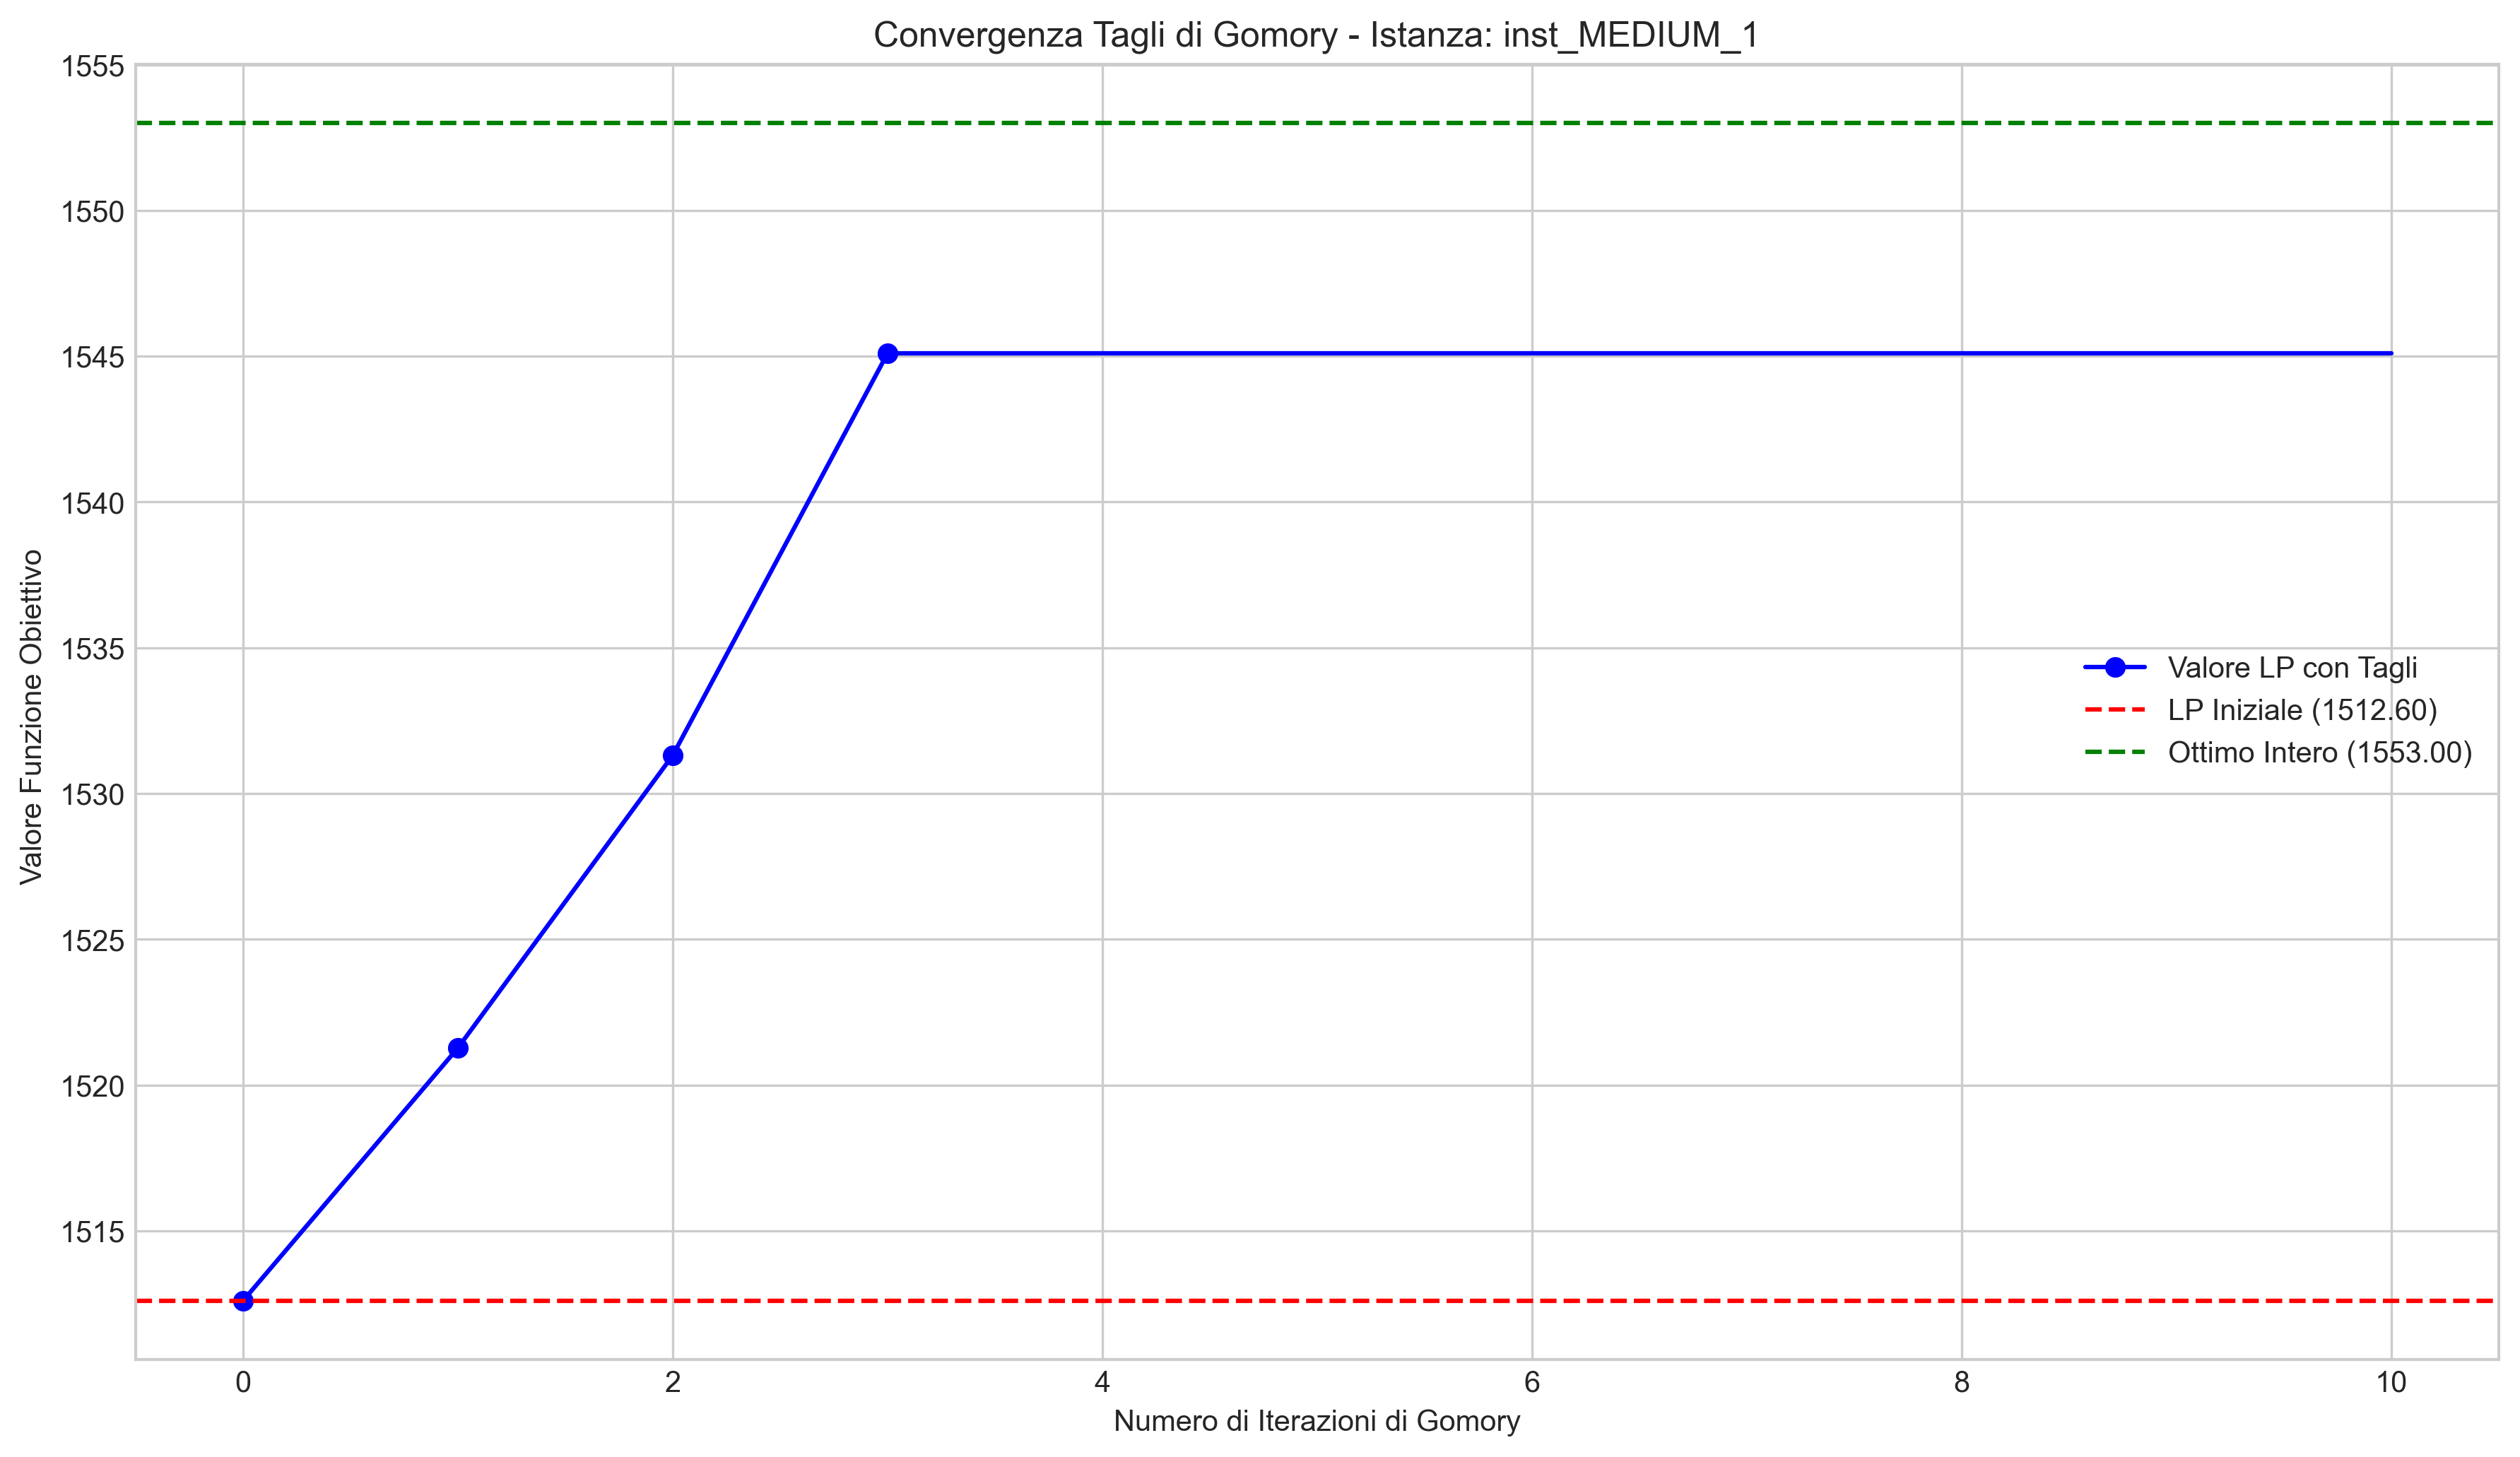 Convergenza Tagli di Gomory - Istanza: inst_MEDIUM_1
Valore Funzione Obiettivo
1555
1550
1545
1540
1535
1530
1525
1520
1515
Valore LP con Tagli
LP Iniziale (1512.60)
Ottimo Intero (1553.00)
0 2 4 6 8 10
Numero di Iterazioni di Gomory